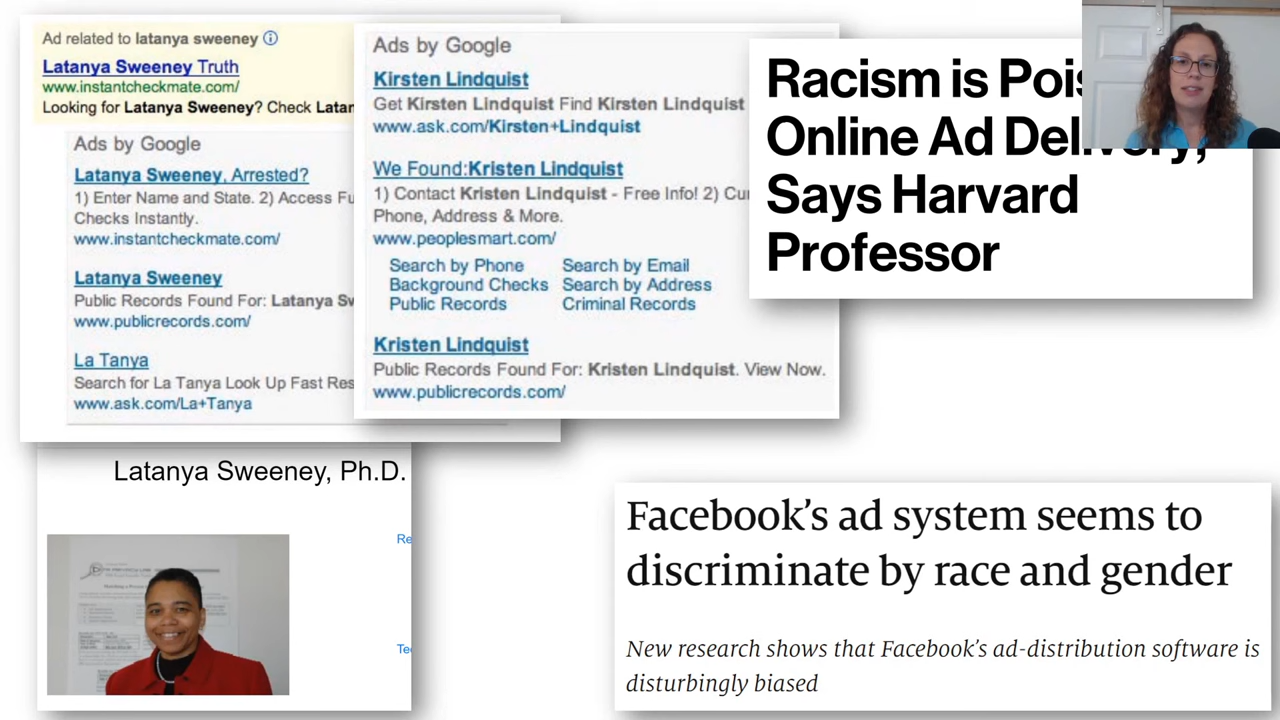 Ad related to latanya sweeney
Latanya Sweeney Truth
www.instantcheckmate.com/
Looking for Latanya Sweeney? Check
Ads by Google
Latanya Sweeney, Arrested?
1) Enter Name and State. 2) Access
Checks Instantly.
www.instantcheckmate.com/
Latanya Sweeney
Public Records Found For: Latanya
www.publicrecords.com/
La Tanya
Search for La Tanya Look Up Fast
www.ask.com/La+Tanya
Ads by Google
Kirsten Lindquist
Get Kirsten Lindquist Find Kirsten Lindquist
www.ask.com/Kirsten+Lindquist
We Found:Kristen Lindquist
1) Contact Kristen Lindquist - Free Info! 2)
Phone, Address & More.
www.peoplesmart.com/
Search by Phone Search by Email
Background Checks Search by Address
Public Records Criminal Records
Kristen Lindquist
Public Records Found For: Kristen Lindquist. View Now.
www.publicrecords.com/
Racism is
Online Ad
Says Harvard
Professor
Latanya Sweeney, Ph.D.
Facebook's ad system seems to
discriminate by race and gender
New research shows that Facebook's ad-distribution software is
disturbingly biased